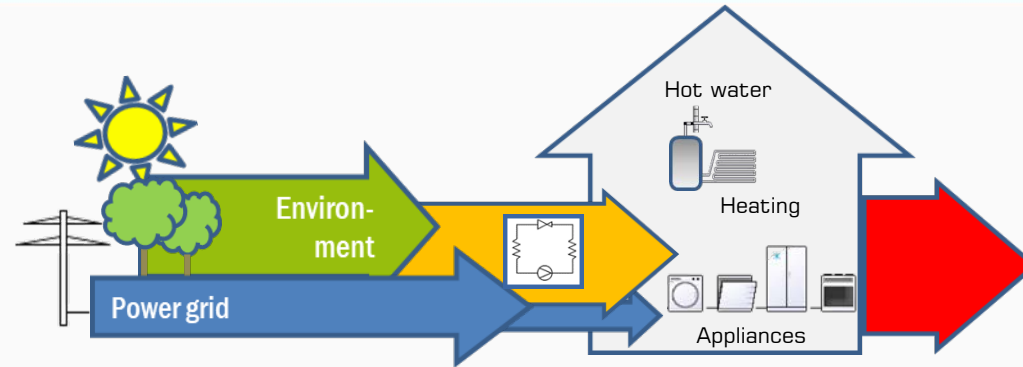 Hot water
Heating
Environ-
ment
Power grid
Appliances